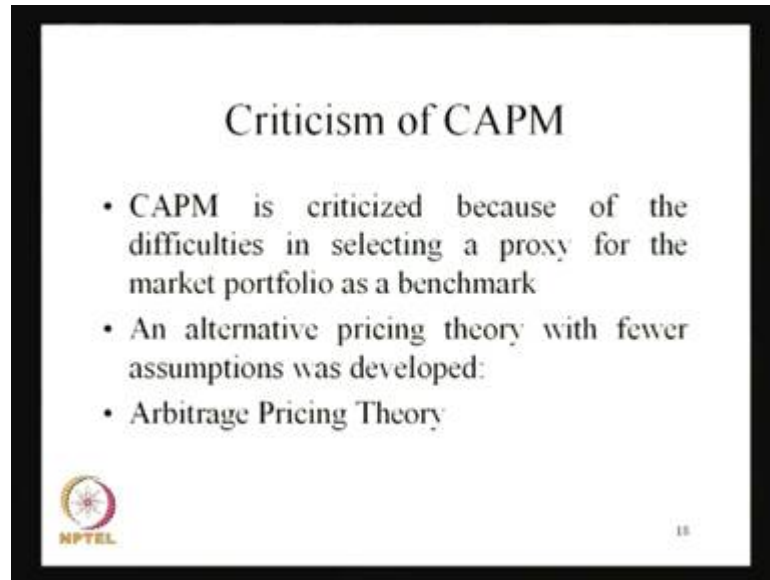 Criticism of CAPM
• CAPM is criticized because of the
difficulties in selecting a proxy for the
market portfolio as a benchmark
• An alternative pricing theory with fewer
assumptions was developed:
• Arbitrage Pricing Theory
NPTEL
18